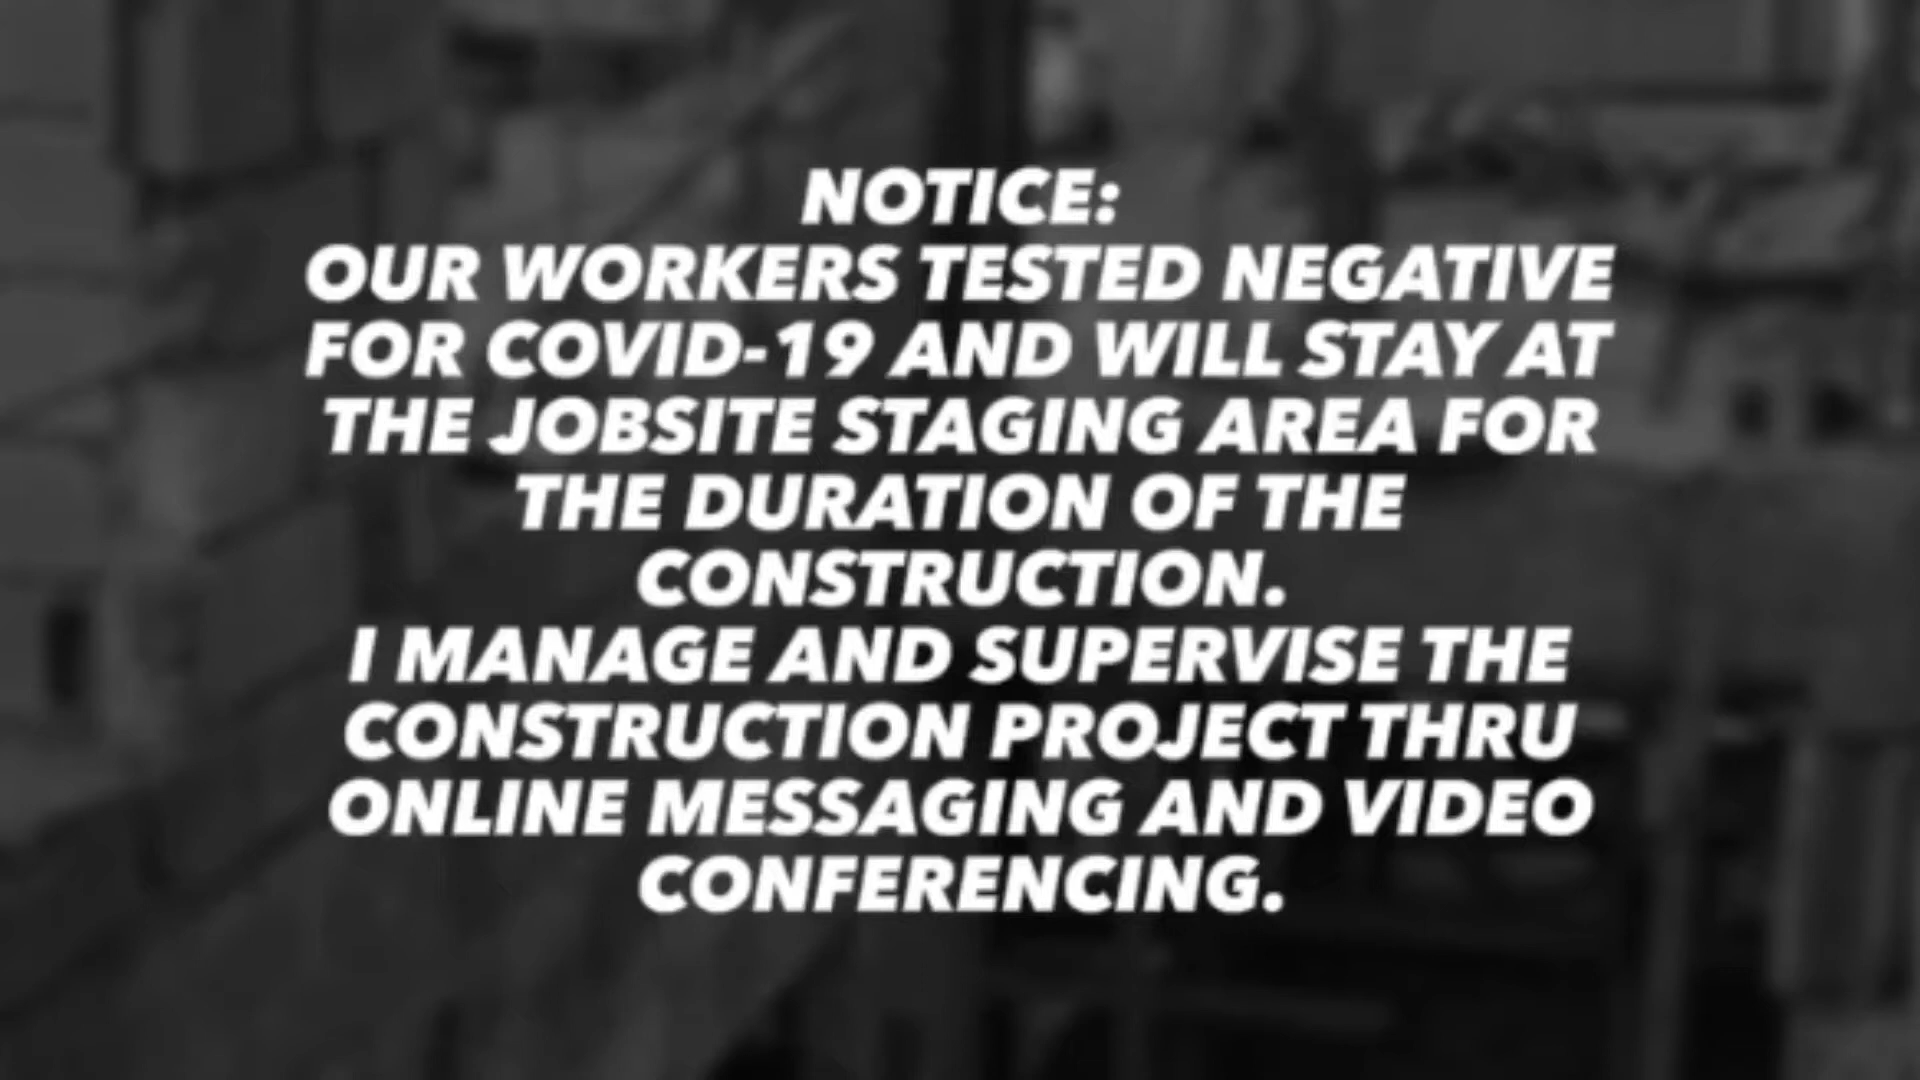 NOTICE:
OUR WORKERS TESTED NEGATIVE
FOR COVID-19 AND WILL STAY AT
THE JOBSITE STAGING AREA FOR
THE DURATION OF THE
CONSTRUCTION.
I MANAGE AND SUPERVISE THE
CONSTRUCTION PROJECT THRU
ONLINE MESSAGING AND VIDEO
CONFERENCING.